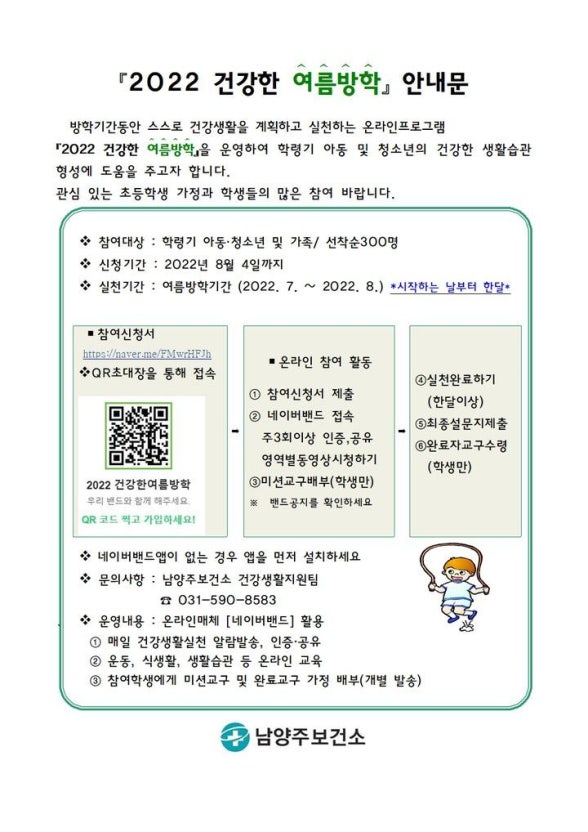 『2022 건강한 여름방학』 안내문
방학기간동안 스스로 건강생활을 계획하고 실천하는 온라인프로그램
『2022 건강한 여름방학』을 운영하여 학령기 아동 및 청소년의 건강한 생활습관
형성에 도움을 주고자 합니다.
관심 있는 초등학생 가정과 학생들의 많은 참여 바랍니다.
❖ 참여대상 : 학령기 아동·청소년 및 가족/ 선착순300명
❖ 신청기간 : 2022년 8월 4일까지
❖ 실천기간 : 여름방학기간 (2022. 7. ~ 2022. 8.) *시작하는 날부터 한달*
■ 참여신청서
https://naver.me/FMwrHFJh
❖QR초대장을 통해 접속
2022 건강한여름방학
우리 밴드와 함께 해주세요.
QR 코드 찍고 가입하세요!
➡
■ 온라인 참여 활동
① 참여신청서 제출
② 네이버밴드 접속
주3회이상 인증,공유
영역별동영상시청하기
③미션교구배부(학생만)
※ 밴드공지를 확인하세요
➡
④실천완료하기
(한달이상)
⑤최종설문지제출
⑥완료자교구수령
(학생만)
❖ 네이버밴드앱이 없는 경우 앱을 먼저 설치하세요
❖ 문의사항 : 남양주보건소 건강생활지원팀
☎ 031-590-8583
❖ 운영내용 : 온라인매체 [네이버밴드] 활용
① 매일 건강생활실천 알람발송, 인증·공유
② 운동, 식생활, 생활습관 등 온라인 교육
③ 참여학생에게 미션교구 및 완료교구 가정 배부(개별 발송)
남양주보건소